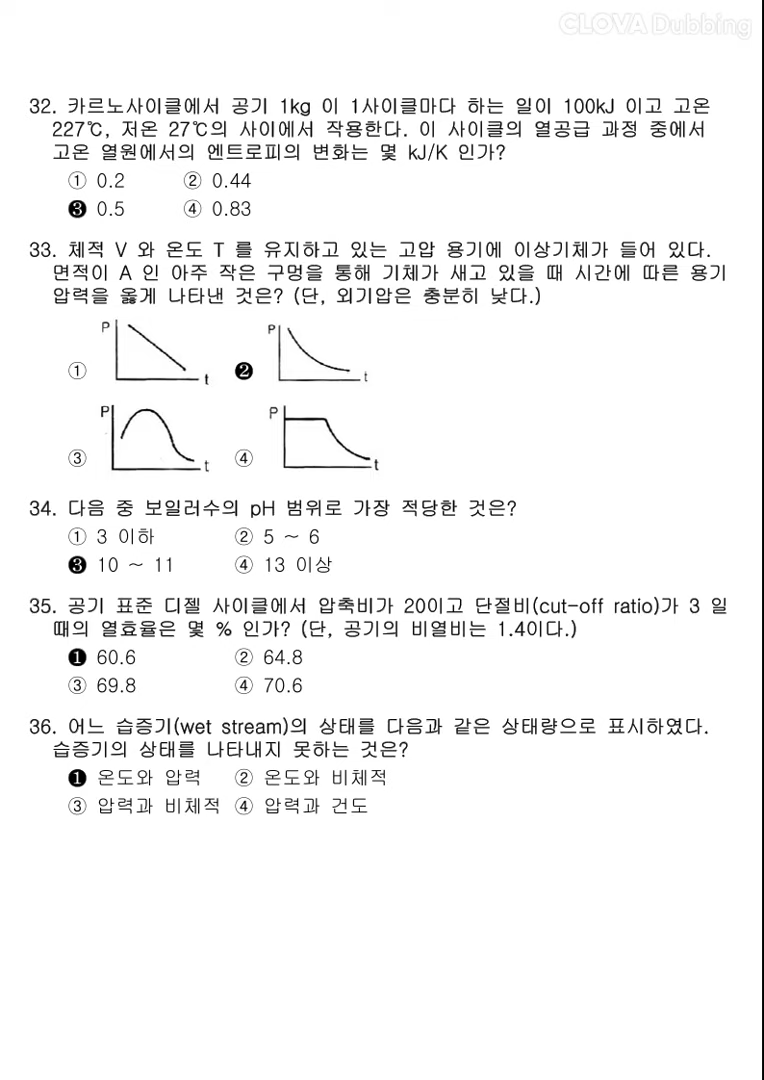 CLOVA Dubbing
32. 카르노사이클에서 공기 1kg 이 1사이클마다 하는 일이 100kJ 이고 고온
227℃, 저온 27℃의 사이에서 작용한다. 이 사이클의 열공급 과정 중에서
고온 열원에서의 엔트로피의 변화는 몇 kJ/K 인가?
① 0.2 ② 0.44
❸ 0.5 ④ 0.83
33. 체적 V 와 온도 T 를 유지하고 있는 고압 용기에 이상기체가 들어 있다.
면적이 A 인 아주 작은 구멍을 통해 기체가 새고 있을 때 시간에 따른 용기
압력을 옳게 나타낸 것은? (단, 외기압은 충분히 낮다.)
① P t ❷ P t
③ P t ④ P t
34. 다음 중 보일러수의 pH 범위로 가장 적당한 것은?
① 3 이하 ② 5 ~ 6
❸ 10 ~ 11 ④ 13 이상
35. 공기 표준 디젤 사이클에서 압축비가 20이고 단절비(cut-off ratio)가 3 일
때의 열효율은 몇 % 인가? (단, 공기의 비열비는 1.4이다.)
❶ 60.6 ② 64.8
③ 69.8 ④ 70.6
36. 어느 습증기(wet stream)의 상태를 다음과 같은 상태량으로 표시하였다.
습증기의 상태를 나타내지 못하는 것은?
❶ 온도와 압력 ② 온도와 비체적
③ 압력과 비체적 ④ 압력과 건도